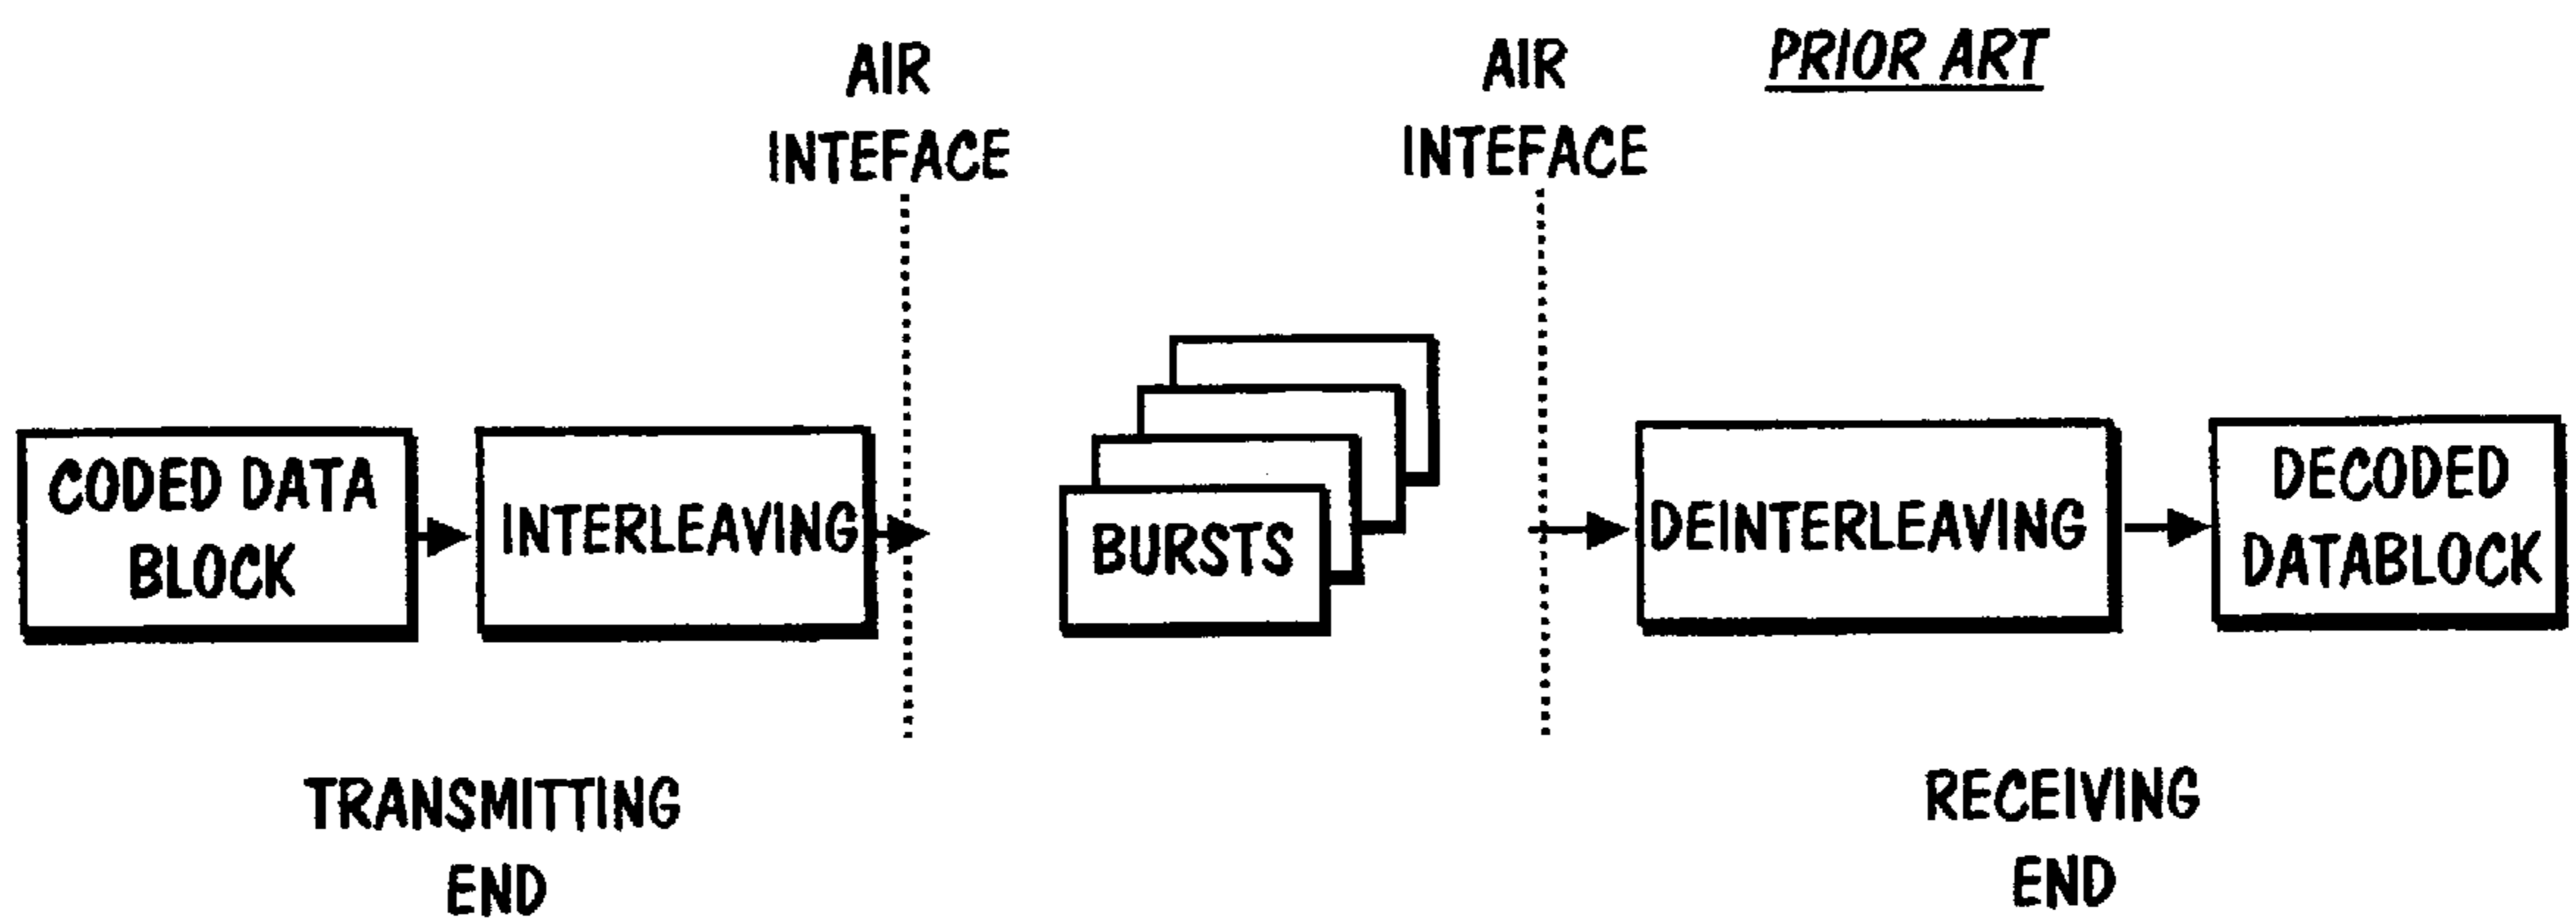 AIR
INTEFACE
AIR
INTEFACE
PRIOR ART
CODED DATA
BLOCK
INTERLEAVING
BURSTS
DEINTERLEAVING
DECODED
DATABLOCK
TRANSMITTING
END
RECEIVING
END